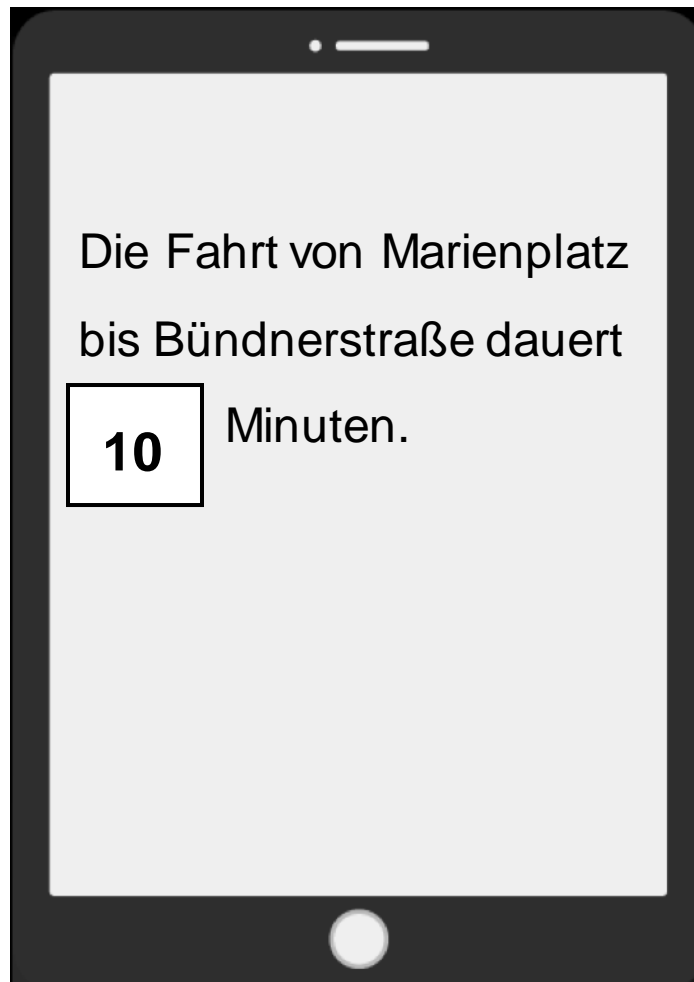 Die Fahrt von Marienplatz
bis Bündnerstraße dauert
10 Minuten.